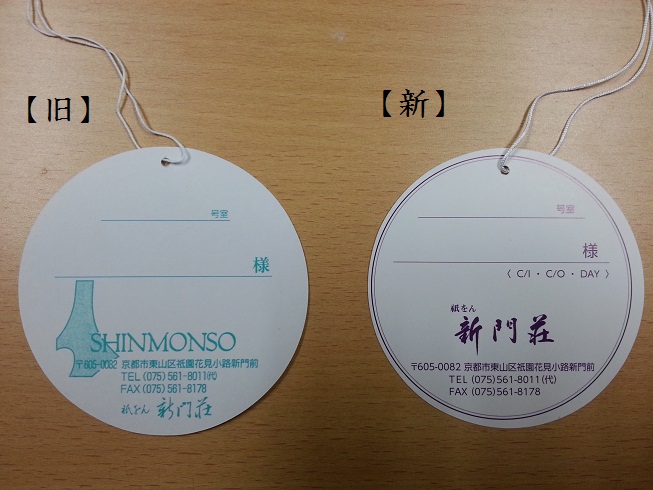 【旧】
号室
様
SHINMONSO
〒605-0082 京都市東山区祇園花見小路新門前
TEL (075) 561-8011(代)
FAX (075) 561-8178
祇をん 新門荘
【新】
号室
様
〈 C/I ・ C/O ・ DAY 〉
祇をん
新門荘
〒605-0082 京都市東山区祇園花見小路新門前
TEL (075) 561-8011(代)
FAX (075) 561-8178